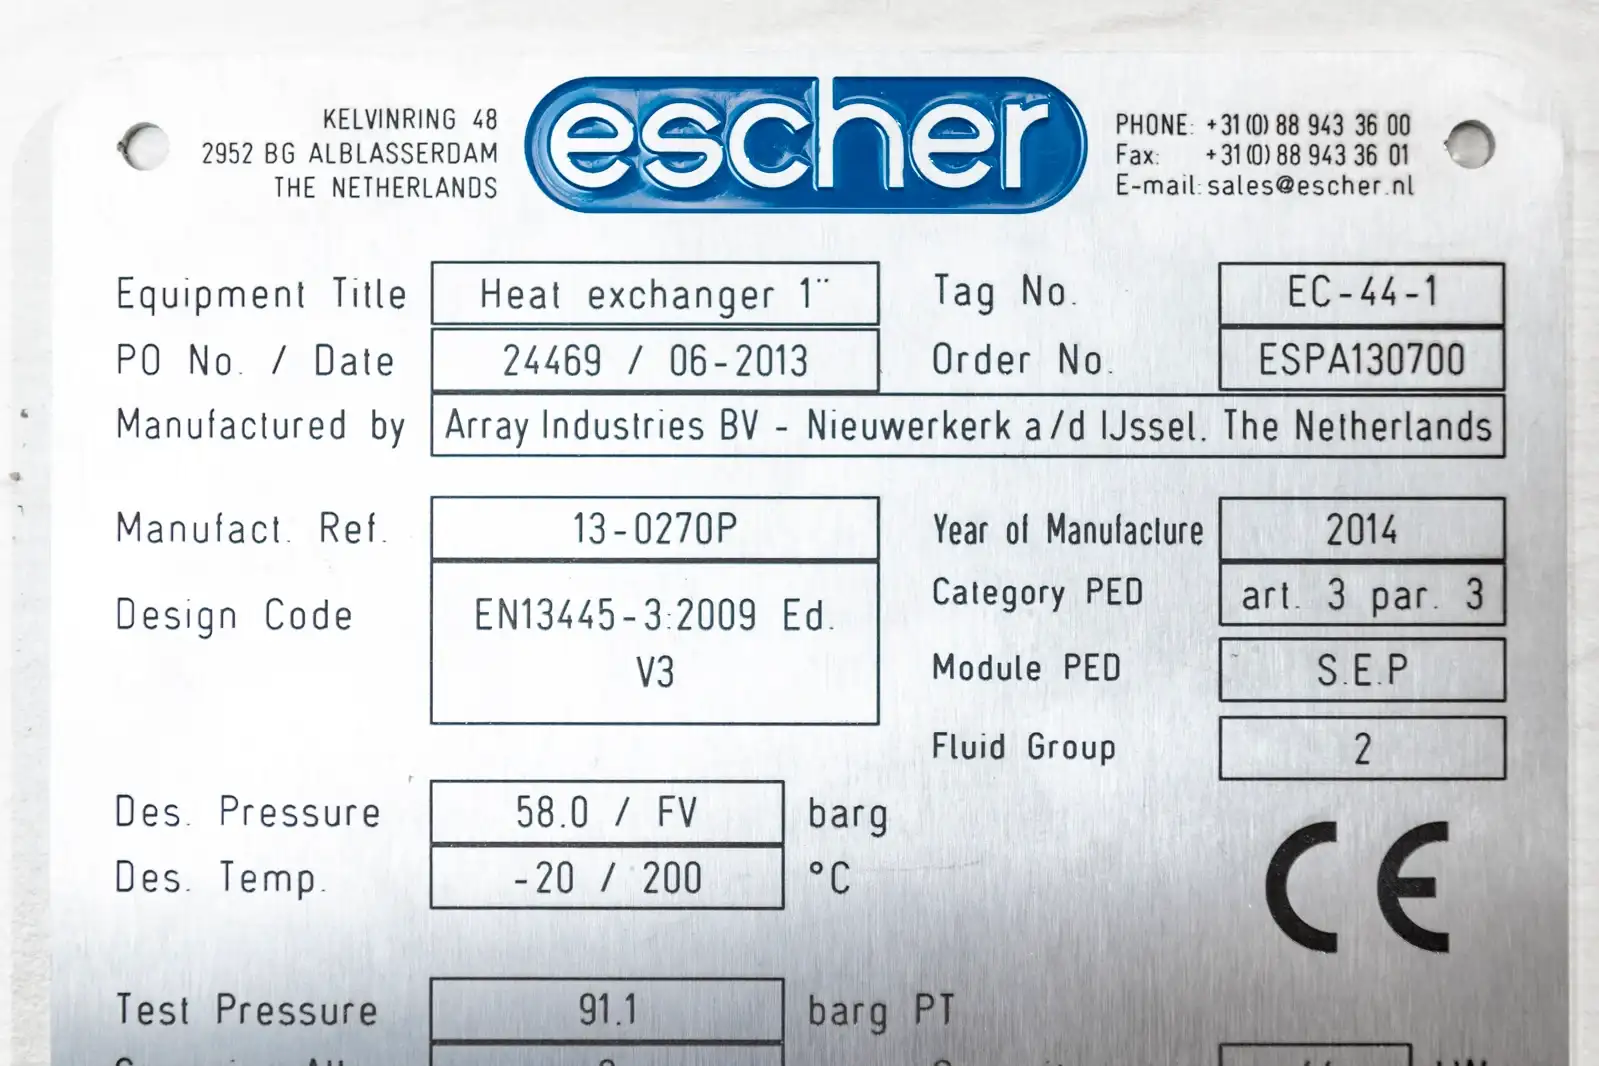 KELVINRING 48
2952 BG ALBLASSERDAM
THE NETHERLANDS
escher
PHONE: +31(0) 88 943 36 00
Fax: +31(0) 88 943 36 01
E-mail: sales@escher.nl
Equipment Title Heat exchanger 1¨ Tag No. EC-44-1
PO No. / Date 24469 / 06-2013 Order No. ESPA130700
Manufactured by Array Industries BV - Nieuwerkerk a/d IJssel. The Netherlands
Manufact. Ref. 13-0270P Year of Manufacture 2014
Design Code EN13445-3:2009 Ed. Category PED art. 3 par. 3
V3 Module PED S.E.P
Fluid Group 2
Des. Pressure 58.0 / FV barg
Des. Temp. -20 / 200 °C
CE
Test Pressure 91.1 barg PT